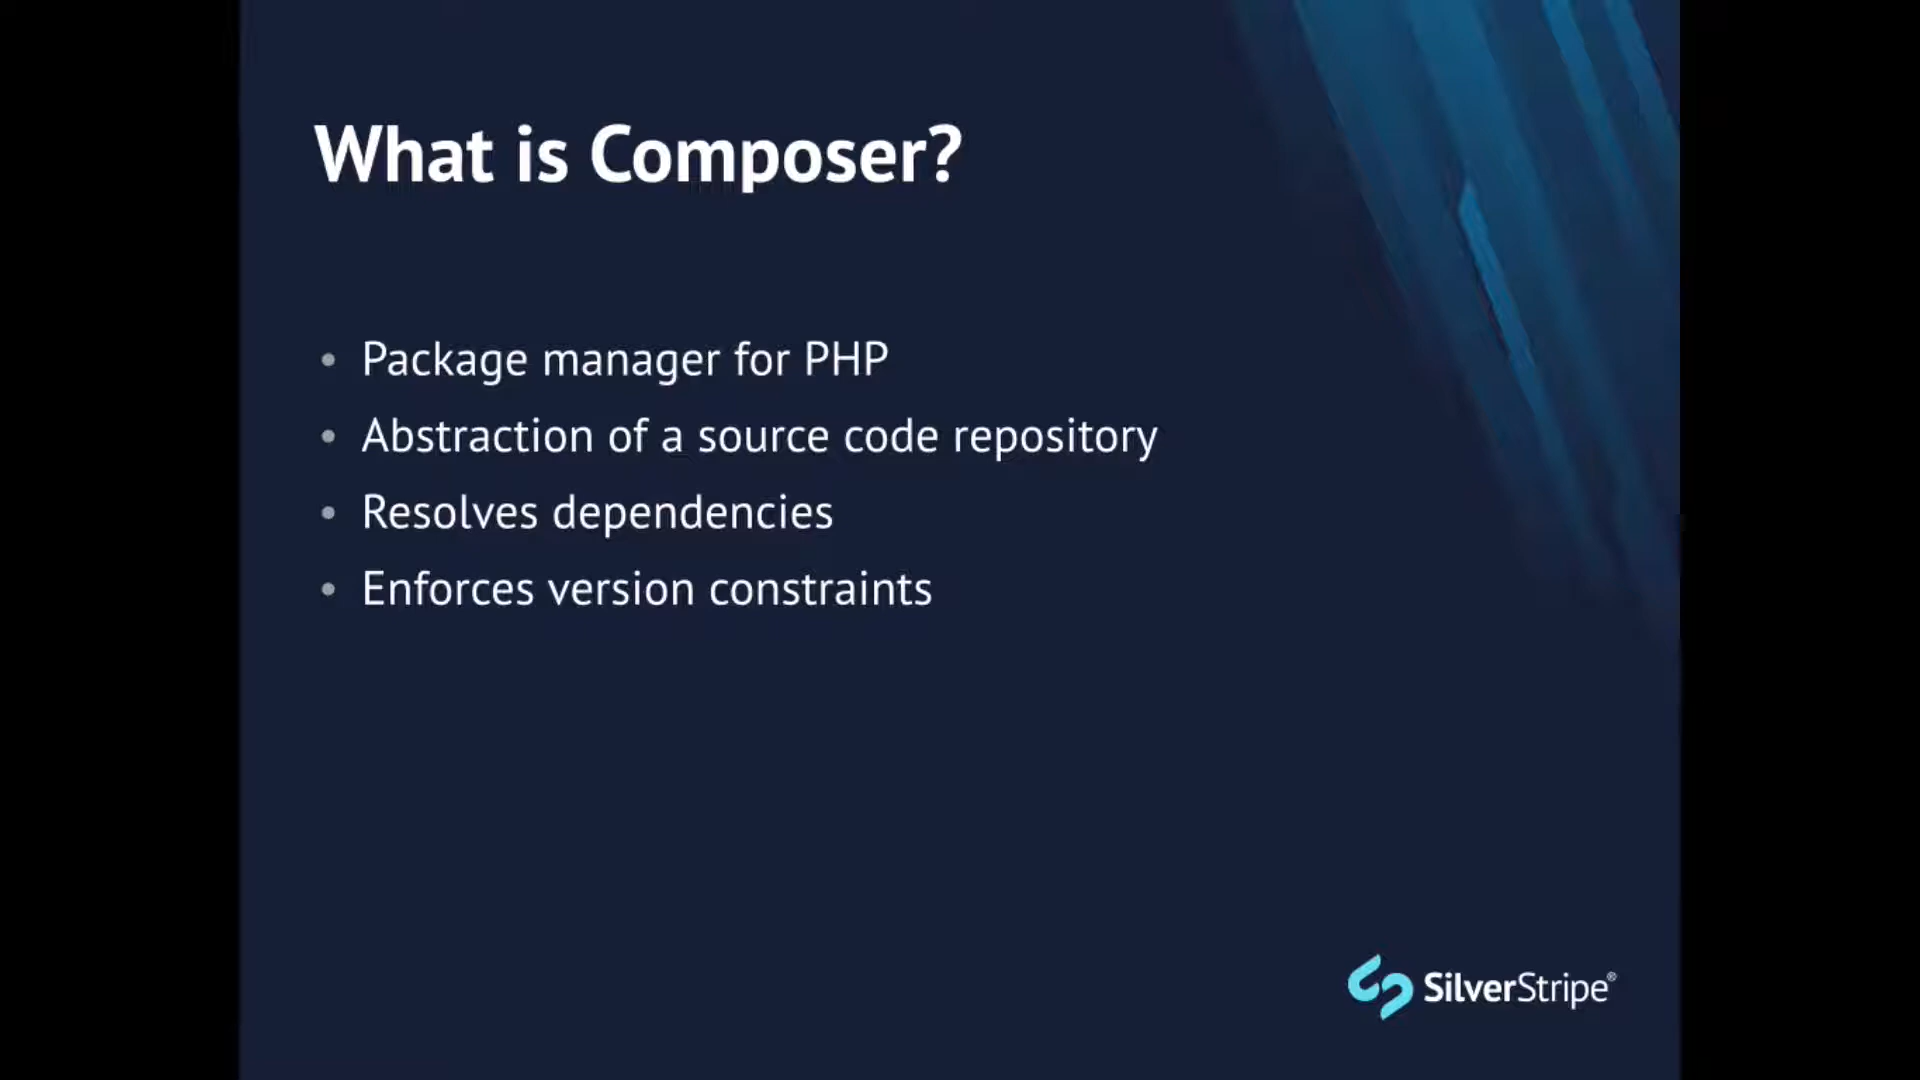 What is Composer?
• Package manager for PHP
• Abstraction of a source code repository
• Resolves dependencies
• Enforces version constraints
SilverStripe®